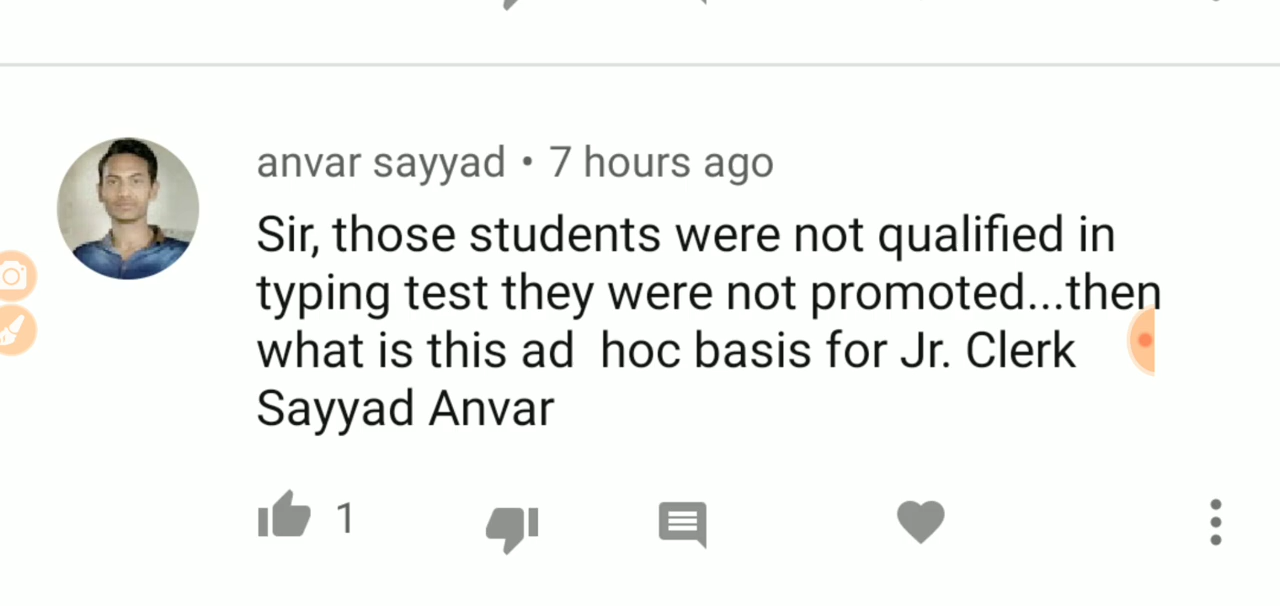 anvar sayyad • 7 hours ago
Sir, those students were not qualified in
typing test they were not promoted...then
what is this ad  hoc basis for Jr. Clerk
Sayyad Anvar
1